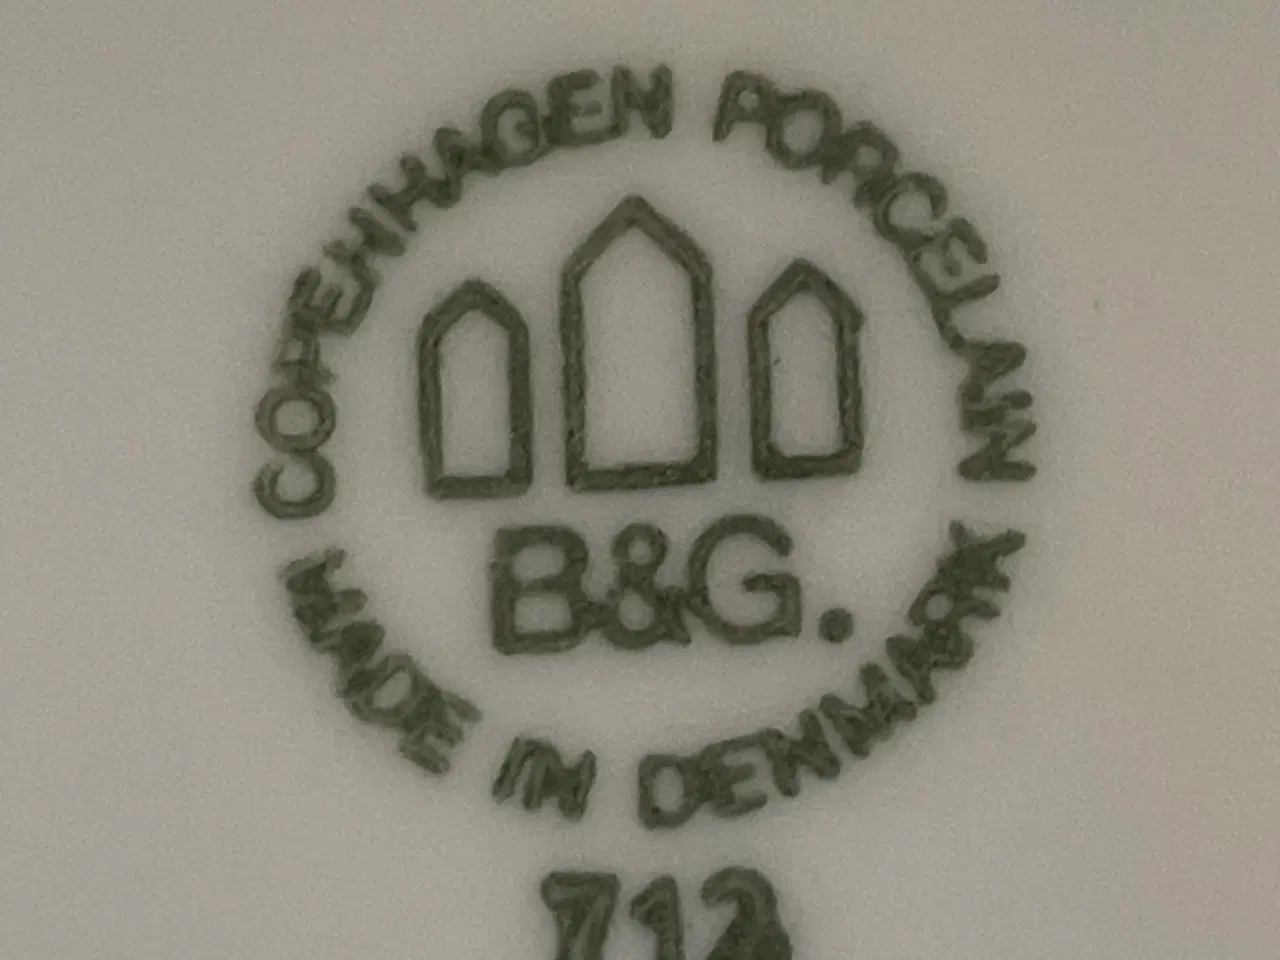 COPENHAGEN PORCELAIN
B&G.
MADE IN DENMARK
712